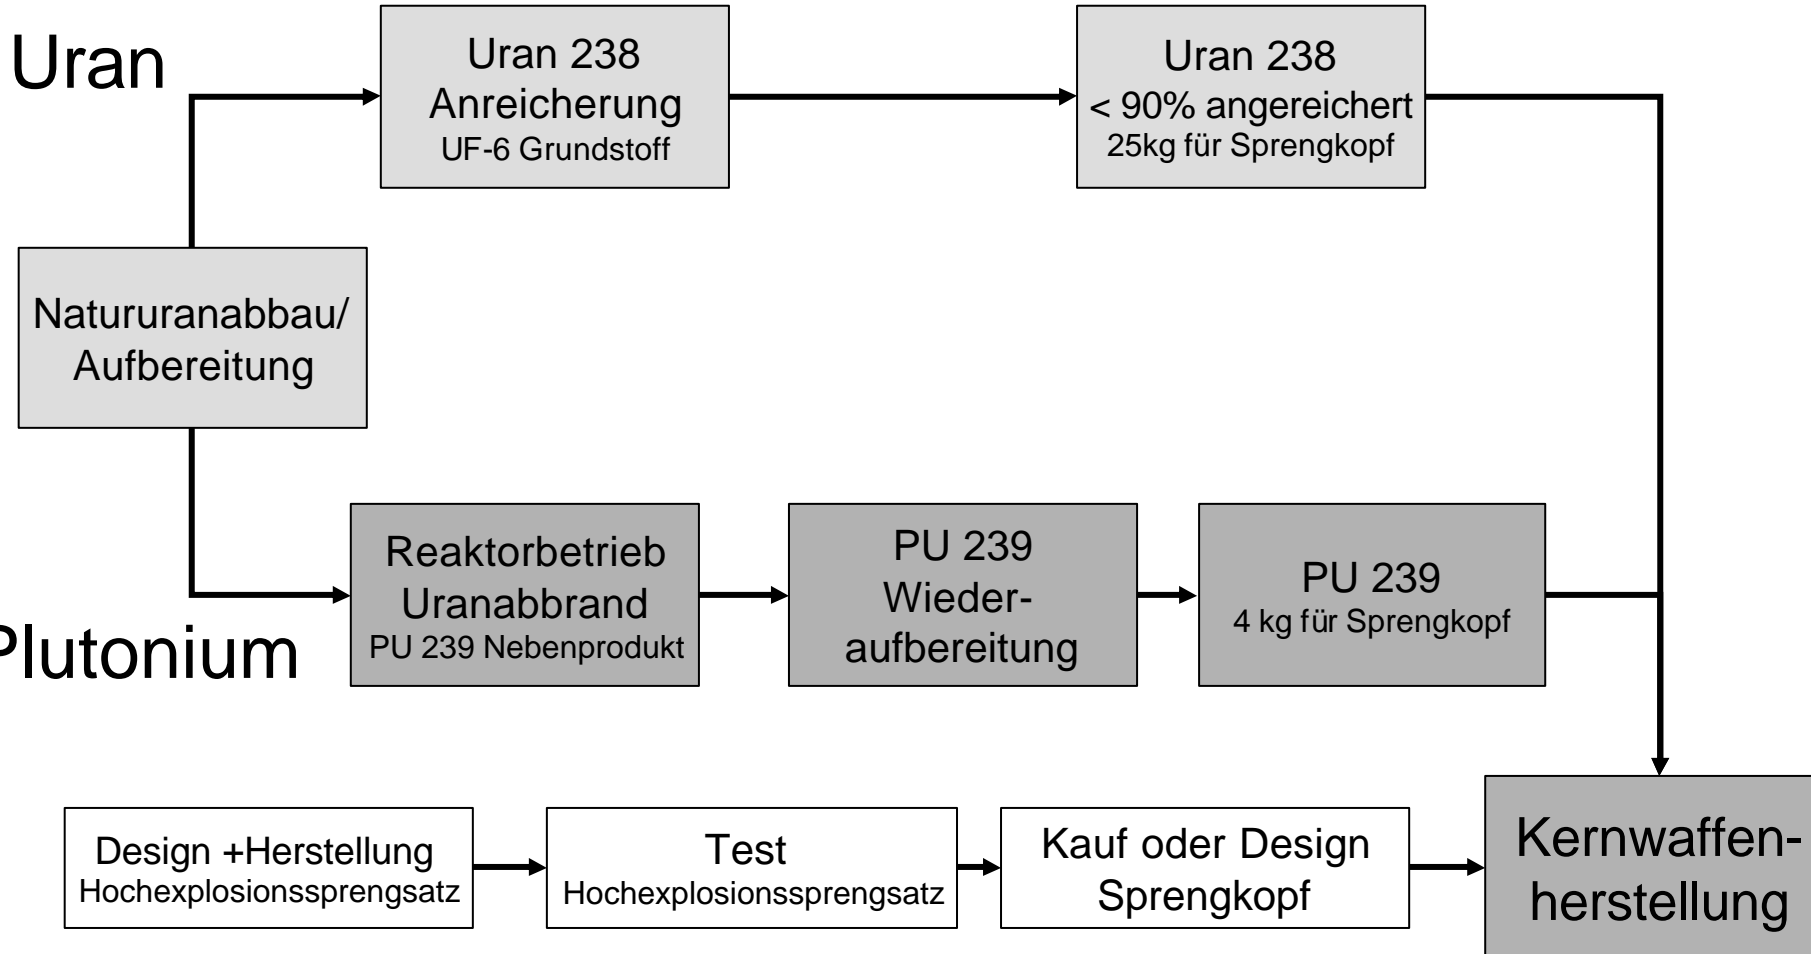 Uran
Uran 238
Anreicherung
UF-6 Grundstoff
Uran 238
< 90% angereichert
25kg für Sprengkopf
Natururanabbau/
Aufbereitung
Plutonium
Reaktorbetrieb
Uranabbrand
PU 239 Nebenprodukt
PU 239
Wieder-
aufbereitung
PU 239
4 kg für Sprengkopf
Design +Herstellung
Hochexplosionssprengsatz
Test
Hochexplosionssprengsatz
Kauf oder Design
Sprengkopf
Kernwaffen-
herstellung